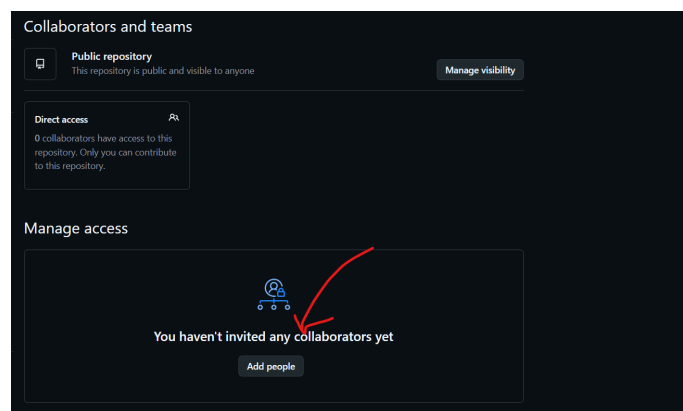 Collaborators and teams
Public repository
This repository is public and visible to anyone
Manage visibility
Direct access
0 collaborators have access to this
repository. Only you can contribute
to this repository.
Manage access
You haven't invited any collaborators yet
Add people